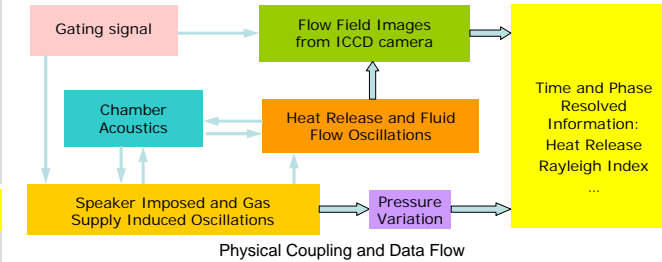 Gating signal
Flow Field Images
from ICCD camera
Chamber
Acoustics
Heat Release and Fluid
Flow Oscillations
Time and Phase
Resolved
Information:
Heat Release
Rayleigh Index
...
Speaker Imposed and Gas
Supply Induced Oscillations
Pressure
Variation
Physical Coupling and Data Flow